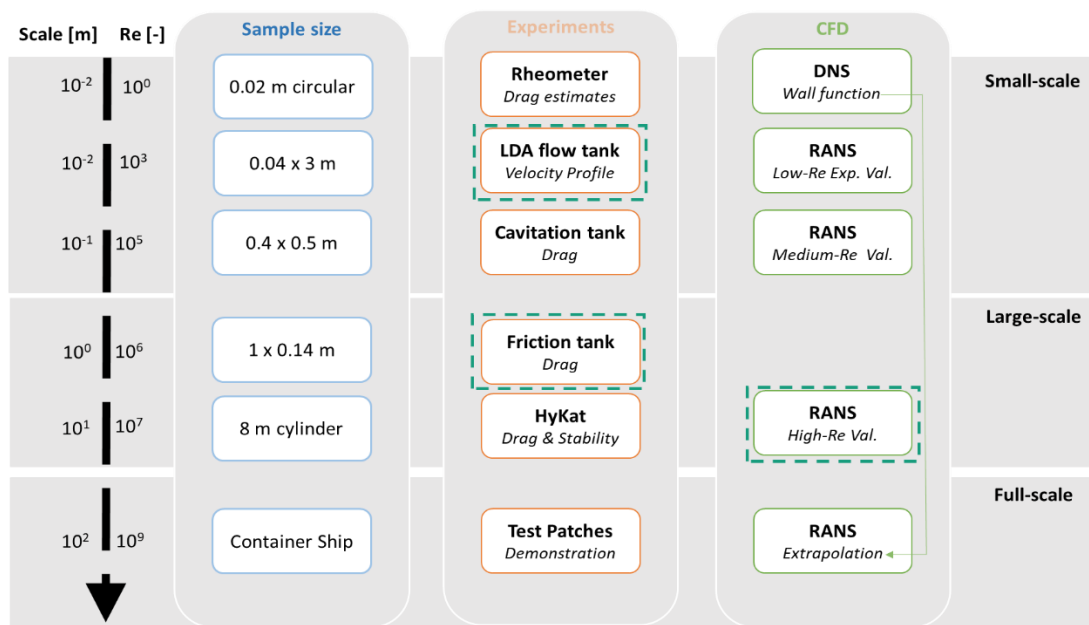 Scale [m] Re [-] Sample size Experiments CFD
10⁻² 10⁰ 0.02 m circular Rheometer DNS Small-scale
Drag estimates Wall function
10⁻² 10³ 0.04 x 3 m LDA flow tank RANS
Velocity Profile Low-Re Exp. Val.
10⁻¹ 10⁵ 0.4 x 0.5 m Cavitation tank RANS
Drag Medium-Re Val.
Large-scale
10⁰ 10⁶ 1 x 0.14 m Friction tank
Drag
10¹ 10⁷ 8 m cylinder HyKat RANS
Drag & Stability High-Re Val.
Full-scale
10² 10⁹ Container Ship Test Patches RANS
Demonstration Extrapolation